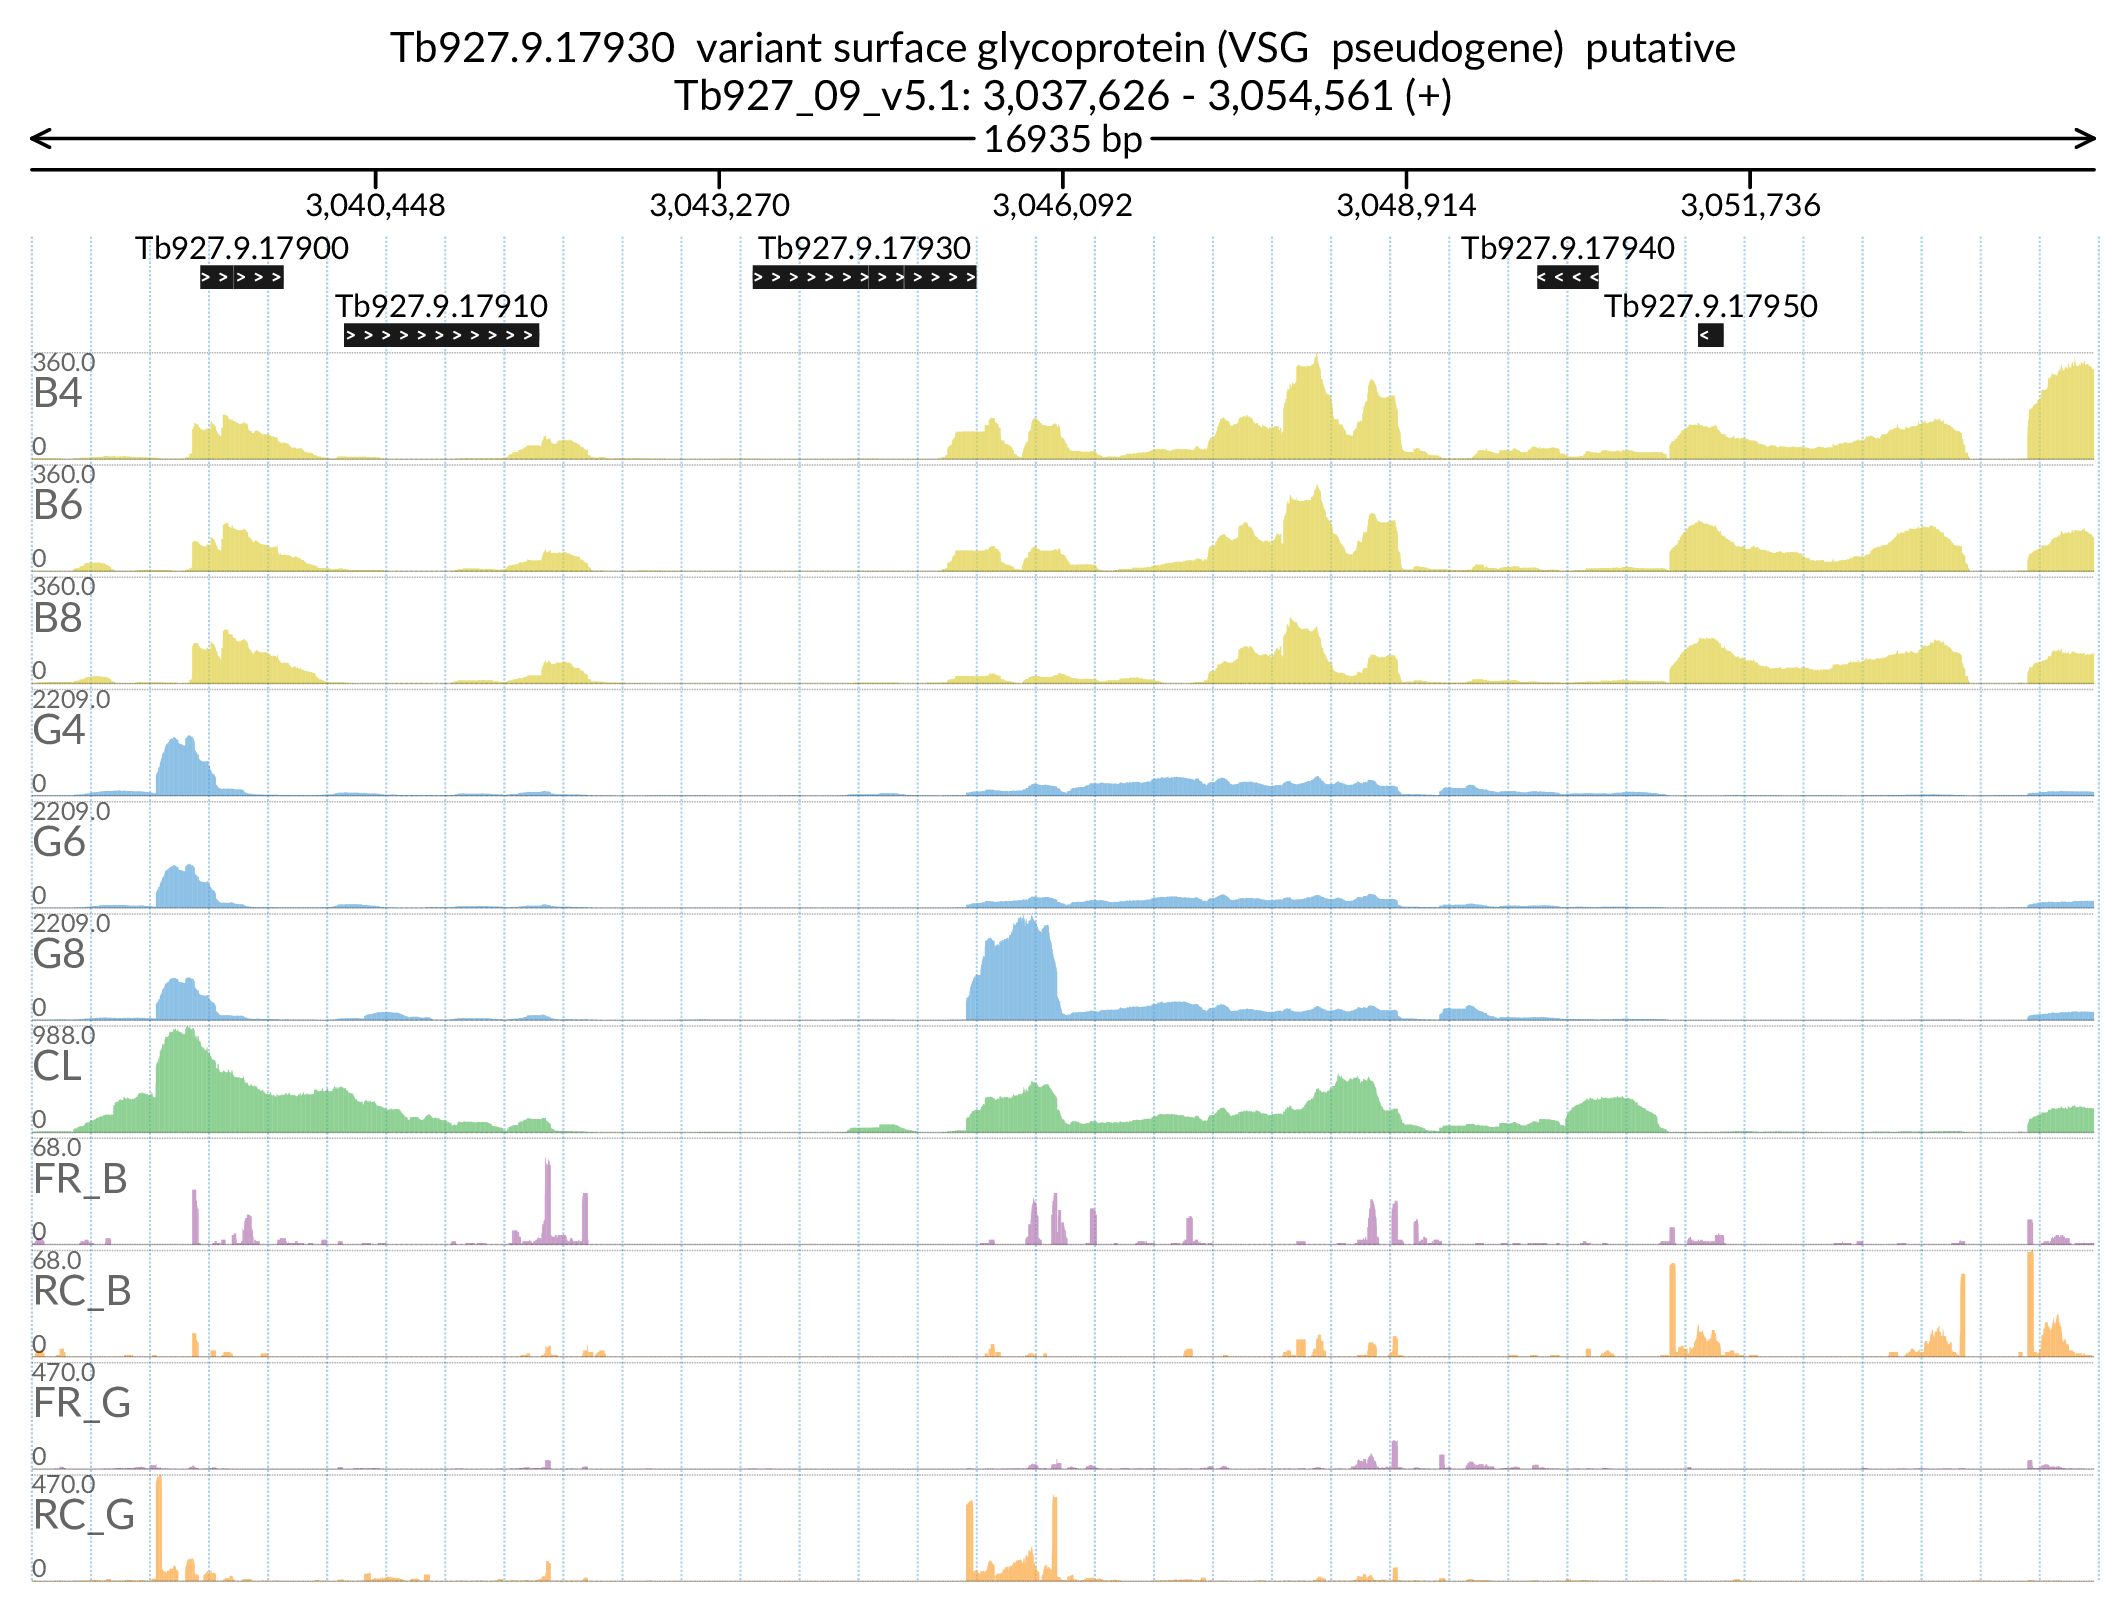 Tb927.9.17930  variant surface glycoprotein (VSG  pseudogene)  putative
Tb927_09_v5.1: 3,037,626 - 3,054,561 (+)
16935 bp
3,040,448 3,043,270 3,046,092 3,048,914 3,051,736
Tb927.9.17900 Tb927.9.17930 Tb927.9.17940
Tb927.9.17910 Tb927.9.17950
360.0
B4
0
360.0
B6
0
360.0
B8
0
2209.0
G4
0
2209.0
G6
0
2209.0
G8
0
988.0
CL
0
68.0
FR_B
0
68.0
RC_B
0
470.0
FR_G
0
470.0
RC_G
0